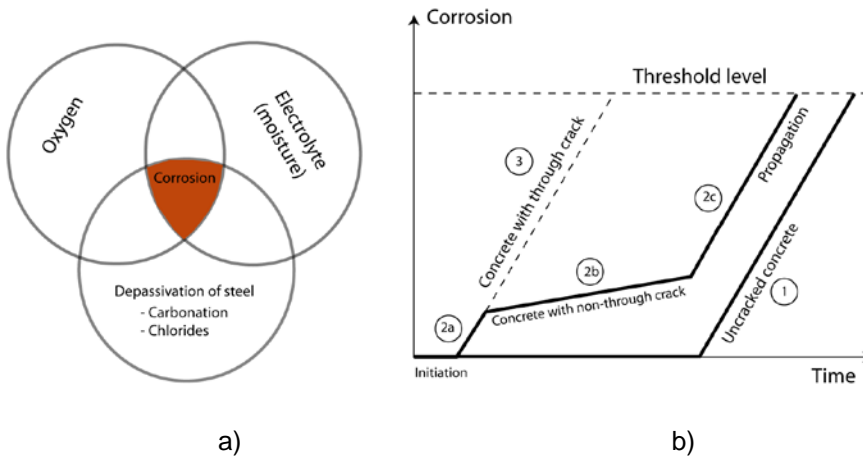 Oxygen
Electrolyte
(moisture)
Corrosion
Depassivation of steel
- Carbonation
- Chlorides
a)
Corrosion
Threshold level
3
Concrete with through crack
2c
Propagation
2b
Concrete with non-through crack
Uncracked concrete
1
2a
Initiation
Time
b)